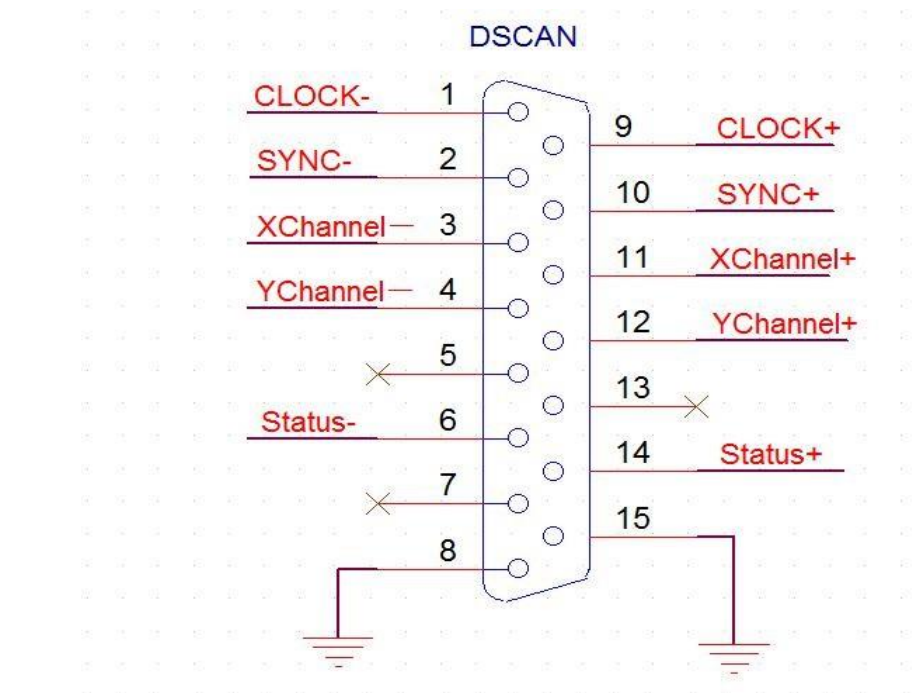 DSCAN
CLOCK- 1
9 CLOCK+
SYNC- 2
10 SYNC+
XChannel— 3
11 XChannel+
YChannel— 4
12 YChannel+
5
13
Status- 6
14 Status+
7
15
8